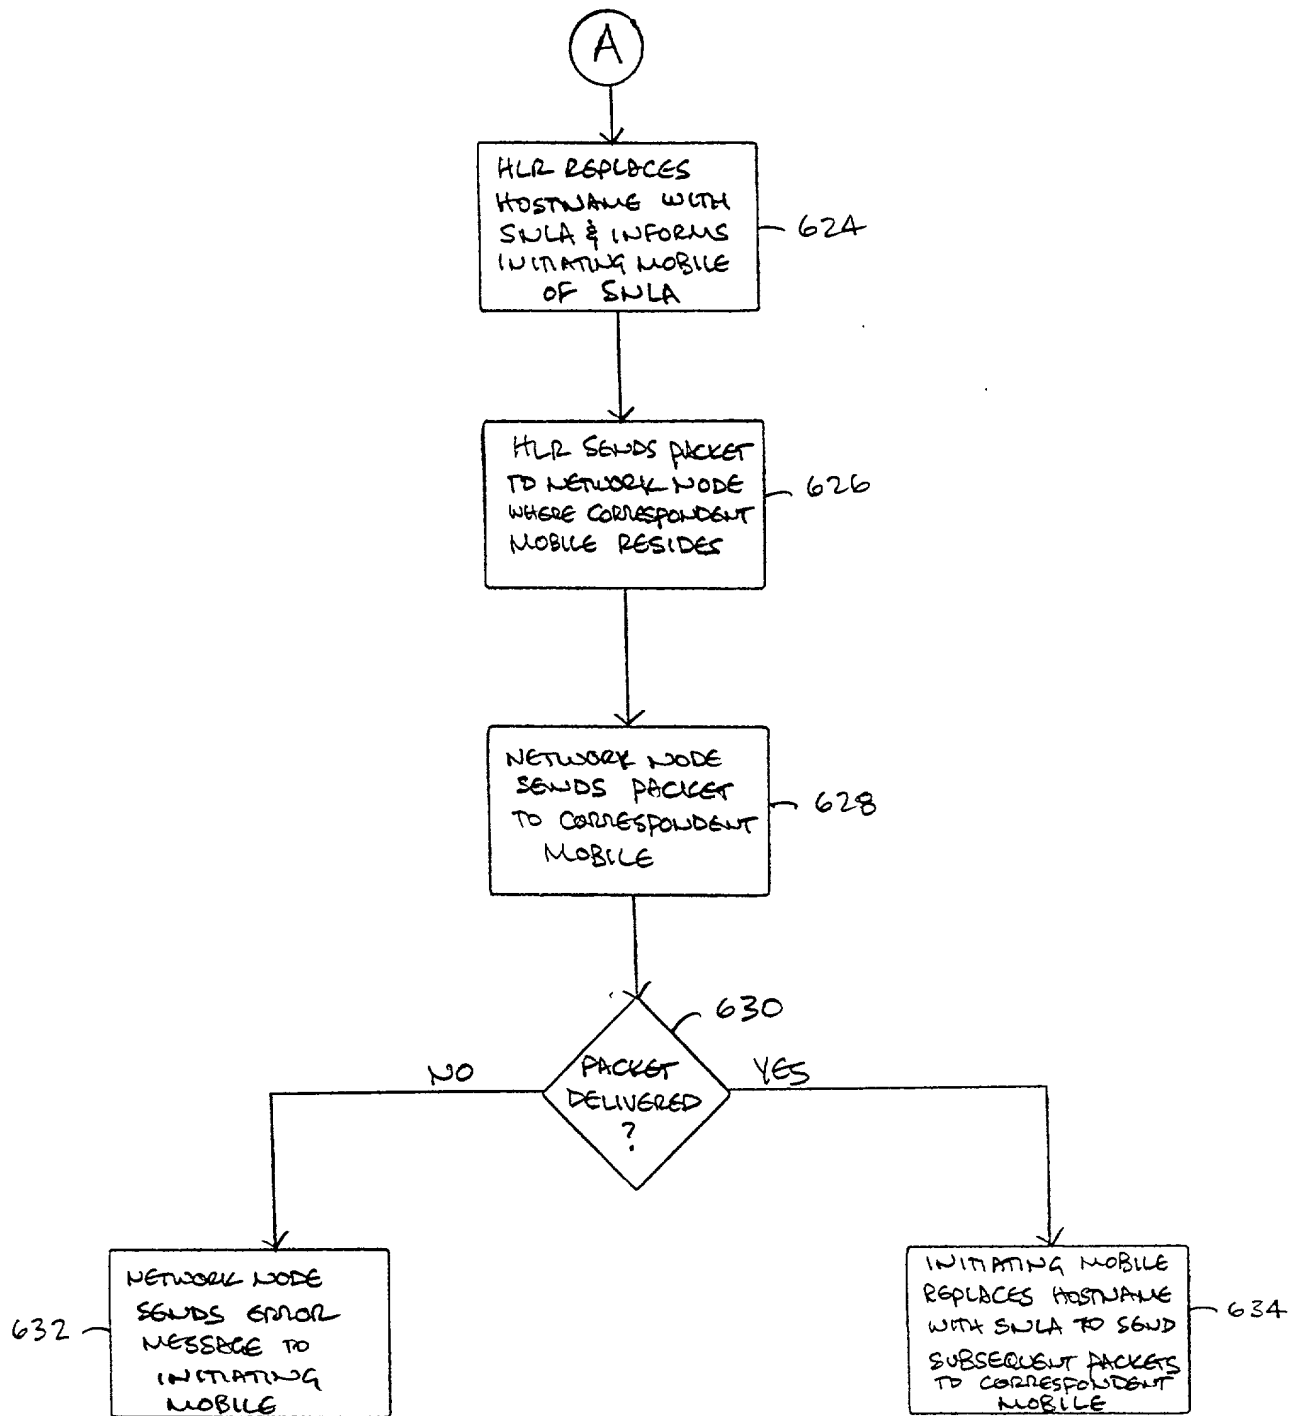 A
HLR REPLACES
HOSTNAME WITH
SNLA & INFORMS
INITIATING MOBILE
OF SNLA
624
HLR SENDS PACKET
TO NETWORK NODE
WHERE CORRESPONDENT
MOBILE RESIDES
626
NETWORK NODE
SENDS PACKET
TO CORRESPONDENT
MOBILE
628
630
NO
PACKET
DELIVERED
?
YES
NETWORK NODE
SENDS ERROR
MESSAGE TO
INITIATING
MOBILE
632
INITIATING MOBILE
REPLACES HOSTNAME
WITH SNLA TO SEND
SUBSEQUENT PACKETS
TO CORRESPONDENT
MOBILE
634